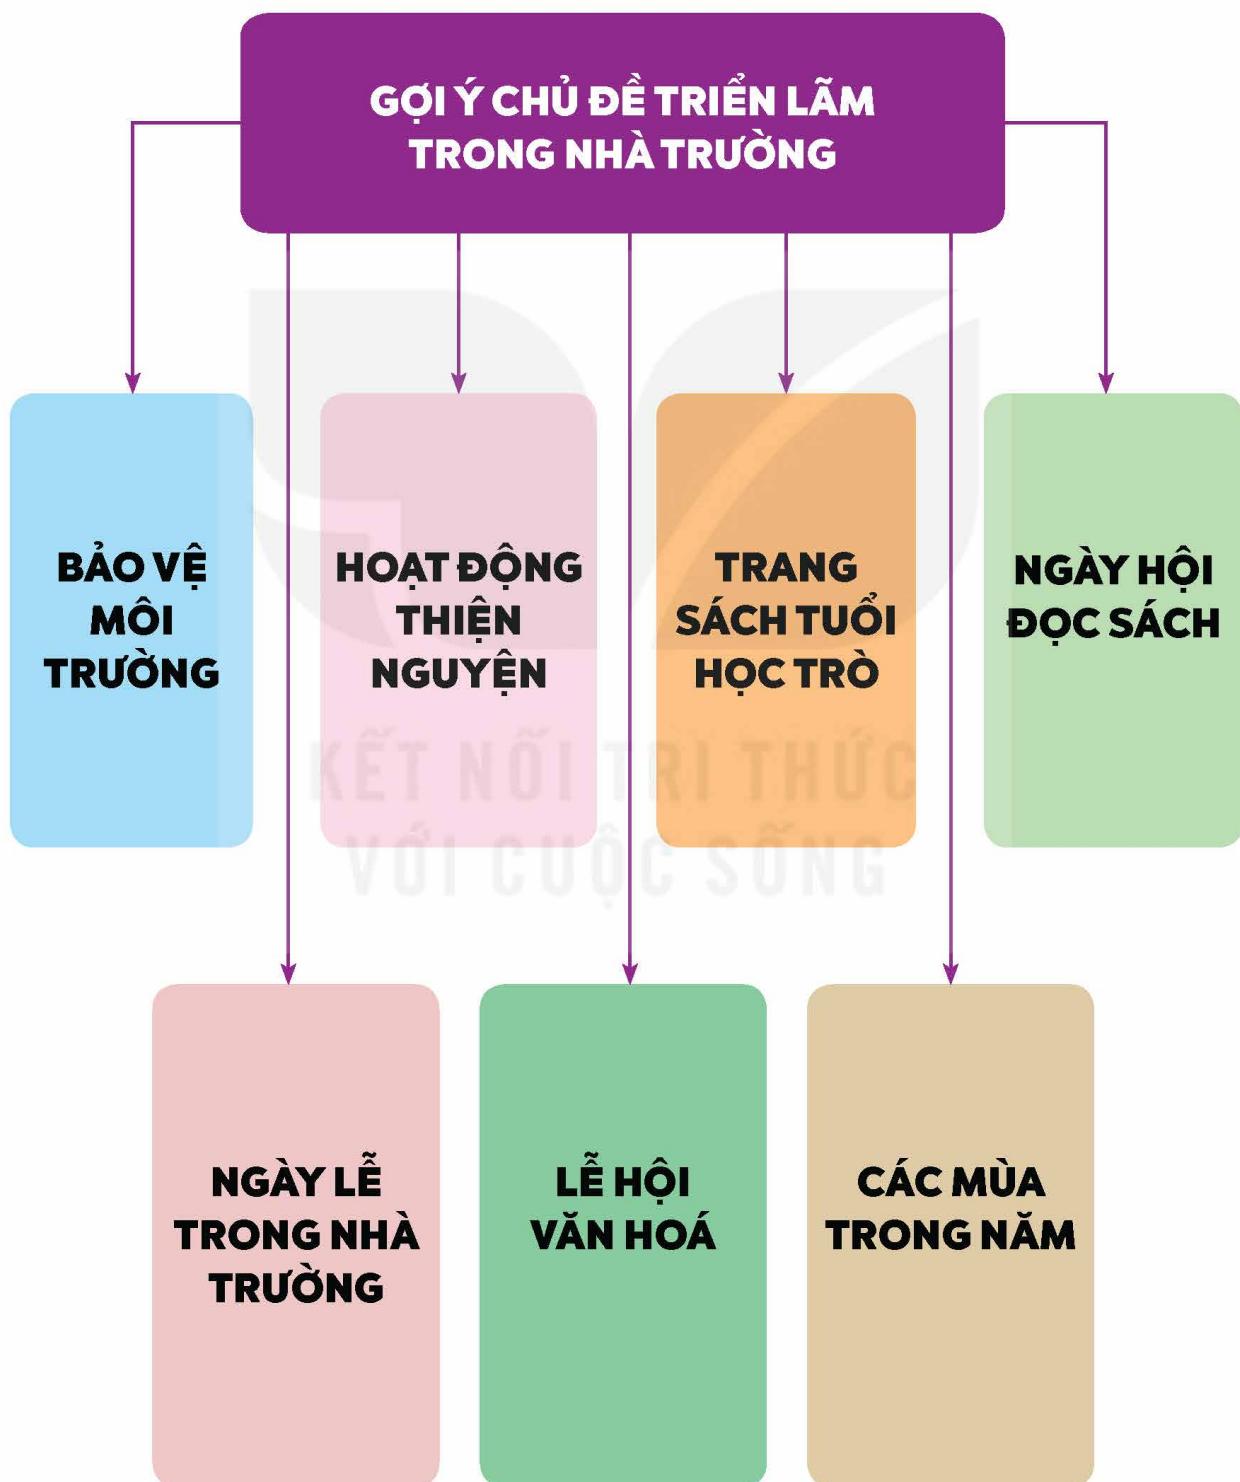 GỢI Ý CHỦ ĐỀ TRIỂN LÃM
TRONG NHÀ TRƯỜNG
BẢO VỆ
MÔI
TRƯỜNG
HOẠT ĐỘNG
THIỆN
NGUYỆN
TRANG
SÁCH TUỔI
HỌC TRÒ
NGÀY HỘI
ĐỌC SÁCH
KẾT NỐI TRI THỨC
VỚI CUỘC SỐNG
NGÀY LỄ
TRONG NHÀ
TRƯỜNG
LỄ HỘI
VĂN HOÁ
CÁC MÙA
TRONG NĂM